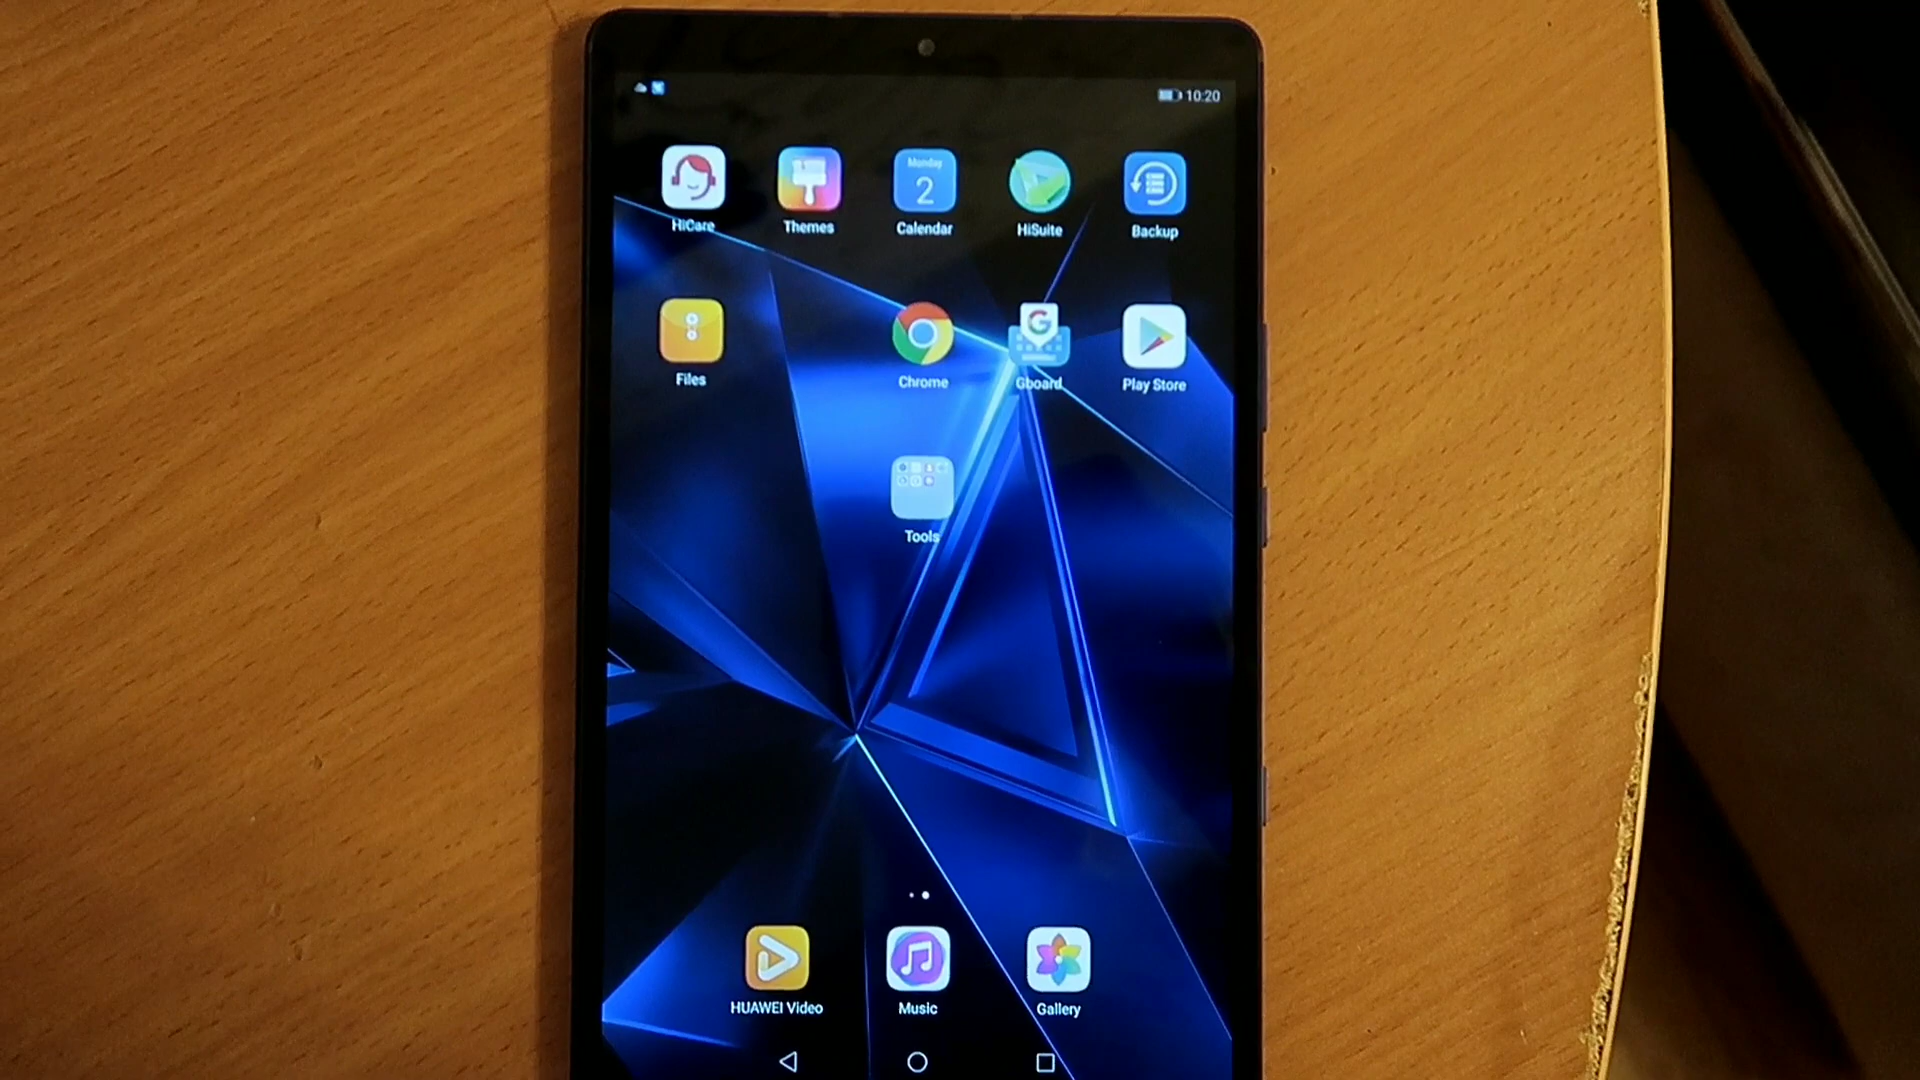 10:20
Monday
2
HiCare
Themes
Calendar
HiSuite
Backup
G
Files
Chrome
Gboard
Play Store
Tools
HUAWEI Video
Music
Gallery